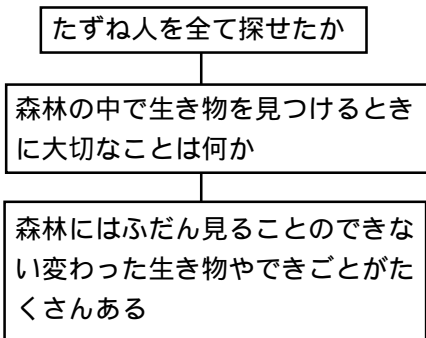 たずね人を全て探せたか
森林の中で生き物を見つけるとき
に大切なことは何か
森林にはふだん見ることのできな
い変わった生き物やできごとがた
くさんある